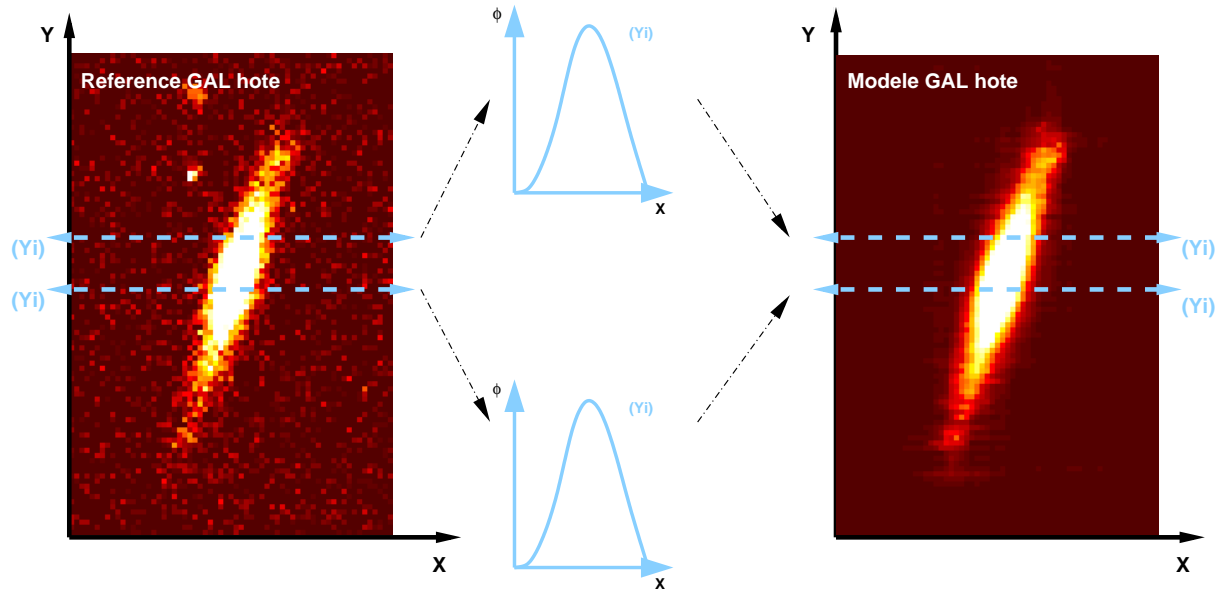 Y
Reference GAL hote
(Yi)
(Yi)
X
ϕ
(Yi)
X
ϕ
(Yi)
X
Y
Modele GAL hote
(Yi)
(Yi)
X